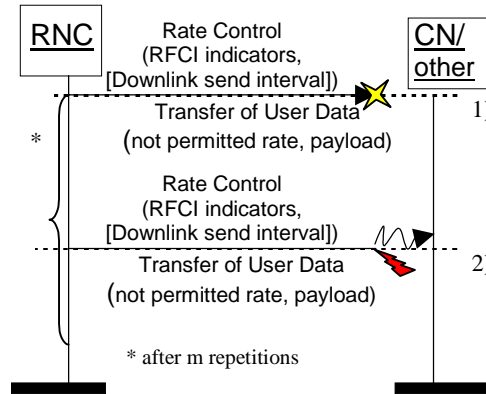 RNC
CN/
other
Rate Control
(RFCI indicators,
[Downlink send interval])
1)
Transfer of User Data
(not permitted rate, payload)
*
Rate Control
(RFCI indicators,
[Downlink send interval])
2)
Transfer of User Data
(not permitted rate, payload)
* after m repetitions